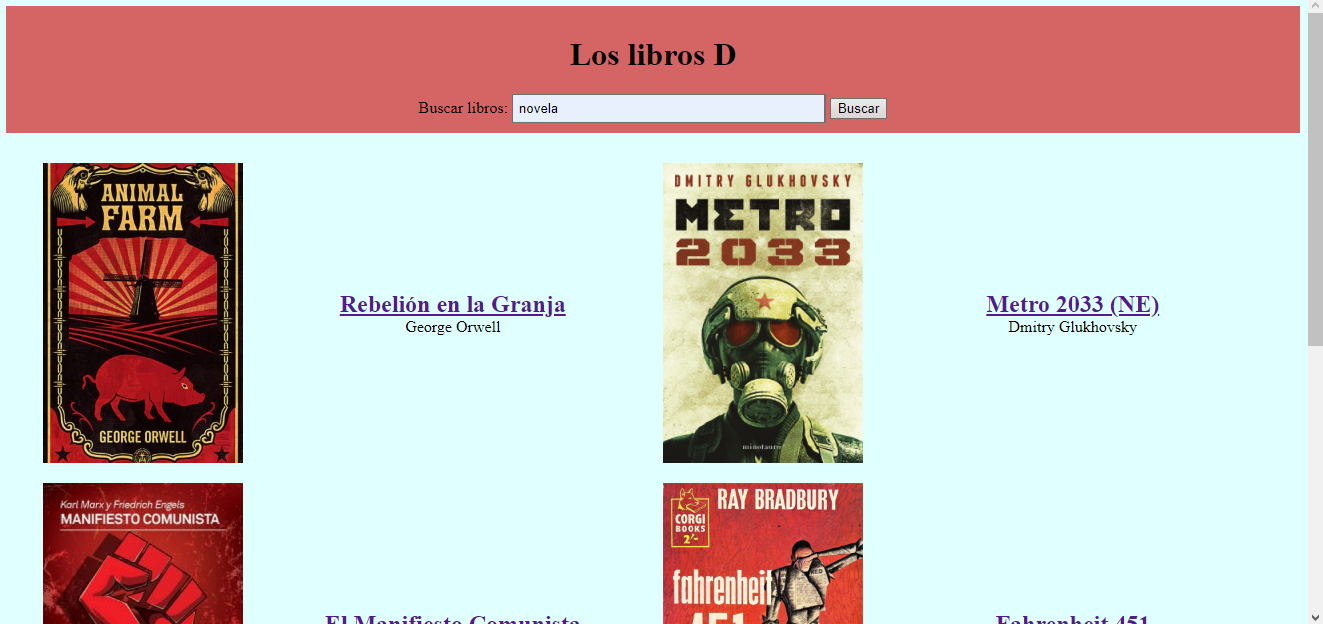 Los libros D
Buscar libros: novela Buscar
ANIMAL
FARM
GEORGE ORWELL
Rebelión en la Granja
George Orwell
DMITRY GLUKHOVSKY
METRO
2033
minotauro
Metro 2033 (NE)
Dmitry Glukhovsky
Karl Marx y Friedrich Engels
MANIFIESTO COMUNISTA
El Manifiesto Comunista
RAY BRADBURY
CORGI
BOOKS
2/-
fahrenheit
451
Fahrenheit 451